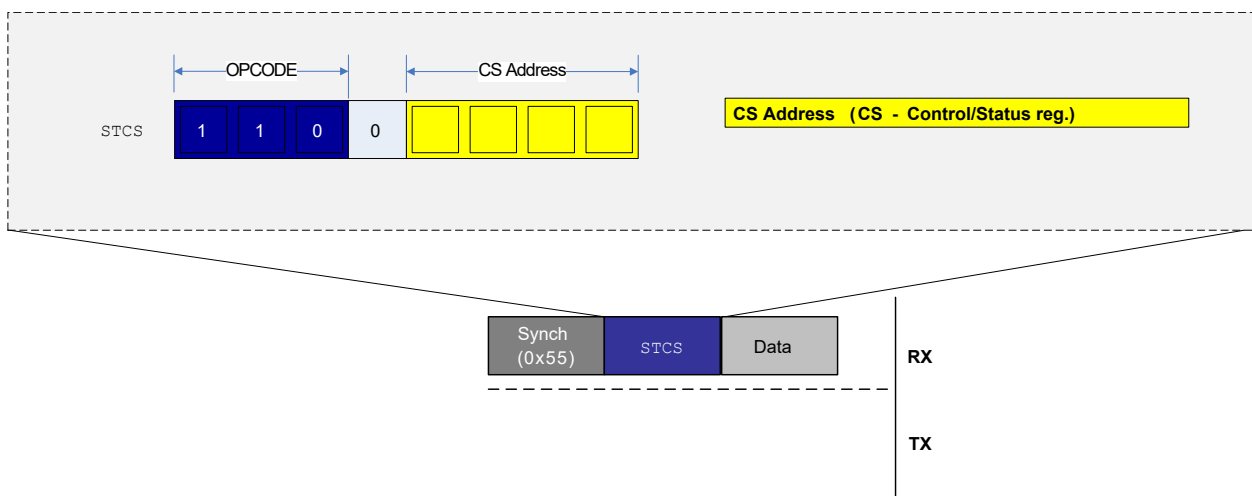 OPCODE
CS Address
STCS
1 1 0 0
CS Address (CS - Control/Status reg.)
Synch
(0x55)
STCS
Data
RX
TX